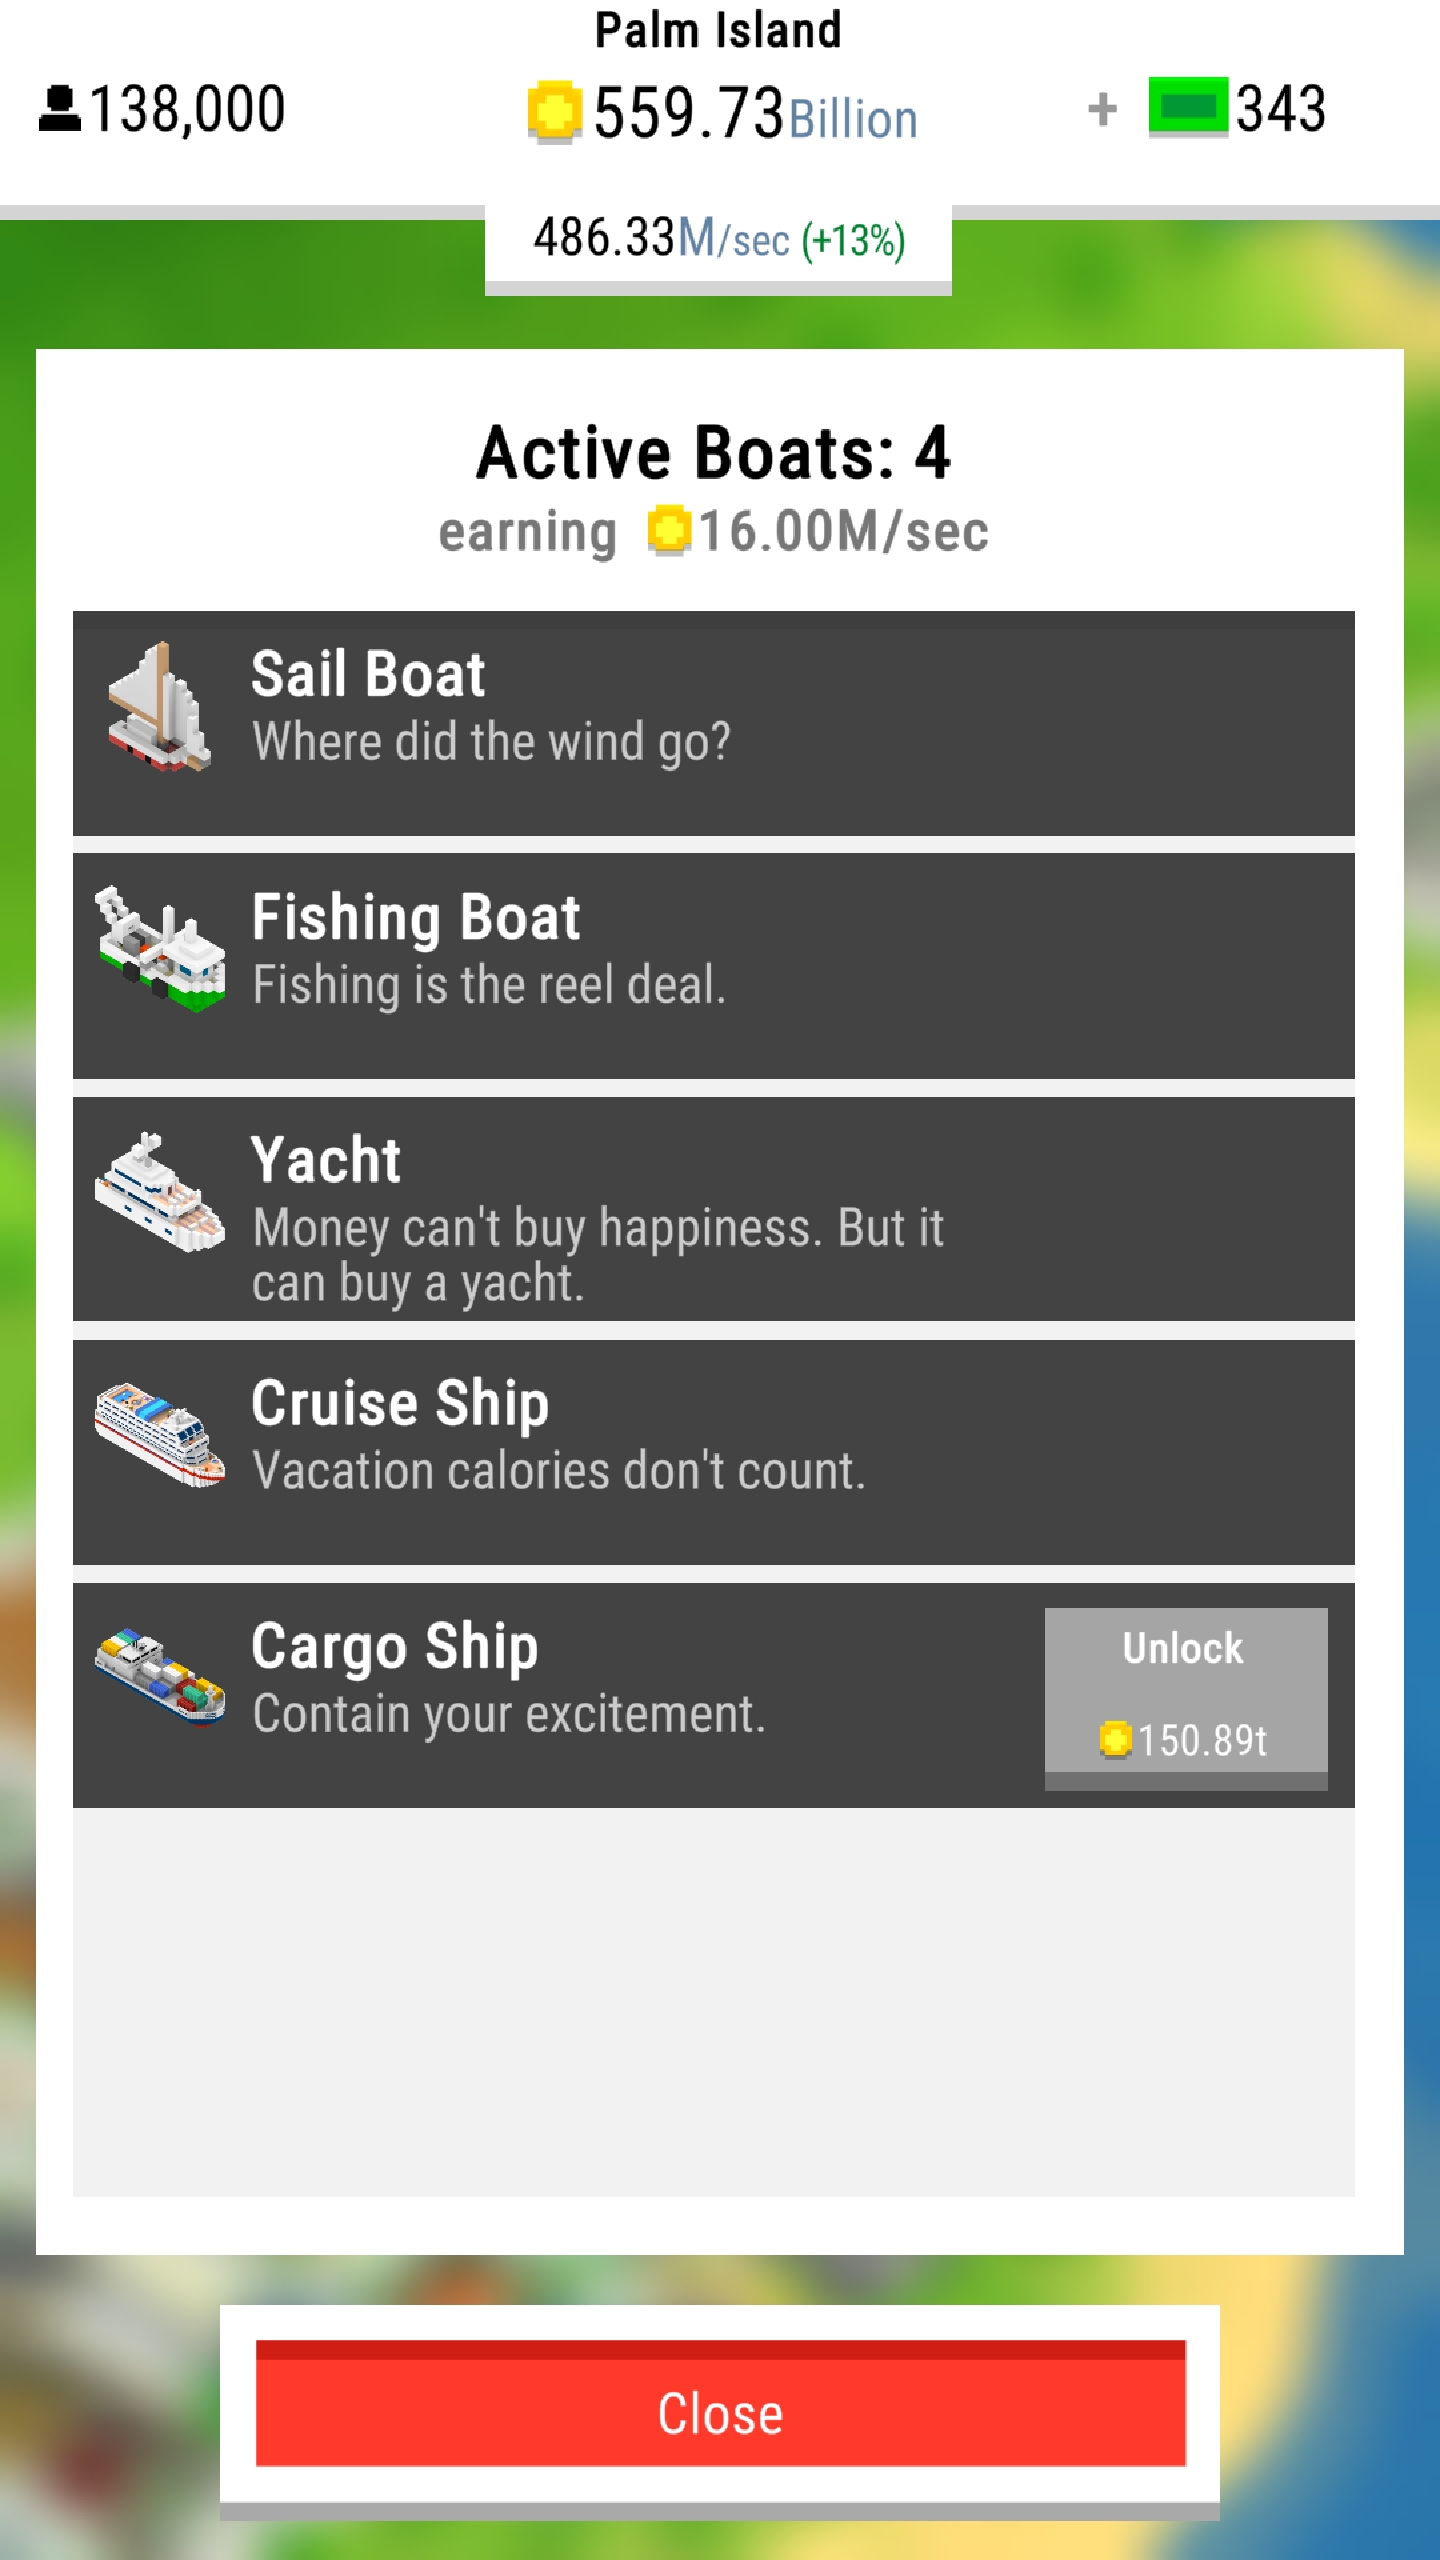 Palm Island
138,000
559.73Billion
+ 343
486.33M/sec (+13%)
Active Boats: 4
earning 16.00M/sec
Sail Boat
Where did the wind go?
Fishing Boat
Fishing is the reel deal.
Yacht
Money can't buy happiness. But it
can buy a yacht.
Cruise Ship
Vacation calories don't count.
Cargo Ship
Contain your excitement.
Unlock
150.89t
Close